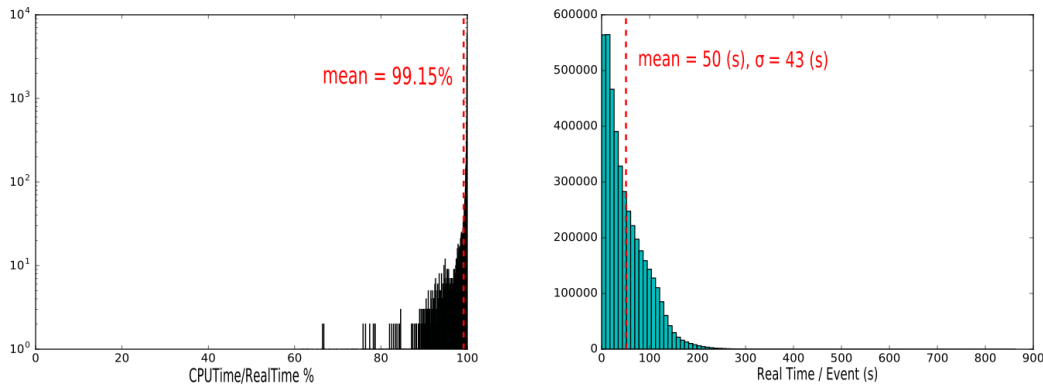 10^4
10^3
10^2
10^1
10^0
mean = 99.15%
0 20 40 60 80 100
CPUTime/RealTime %
600000
500000
400000
300000
200000
100000
0
mean = 50 (s), σ = 43 (s)
0 100 200 300 400 500 600 700 800 900
Real Time / Event (s)